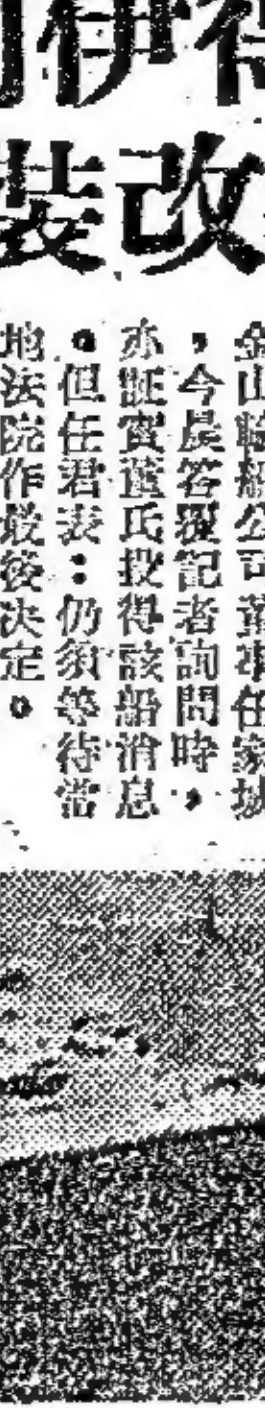 伊
裝改
金山輪船公司董事任家
，今晨答覆記者詢問時，
亦証實董氏投得該船消息
。但任君表：仍須等待當
地法院作最後決定。